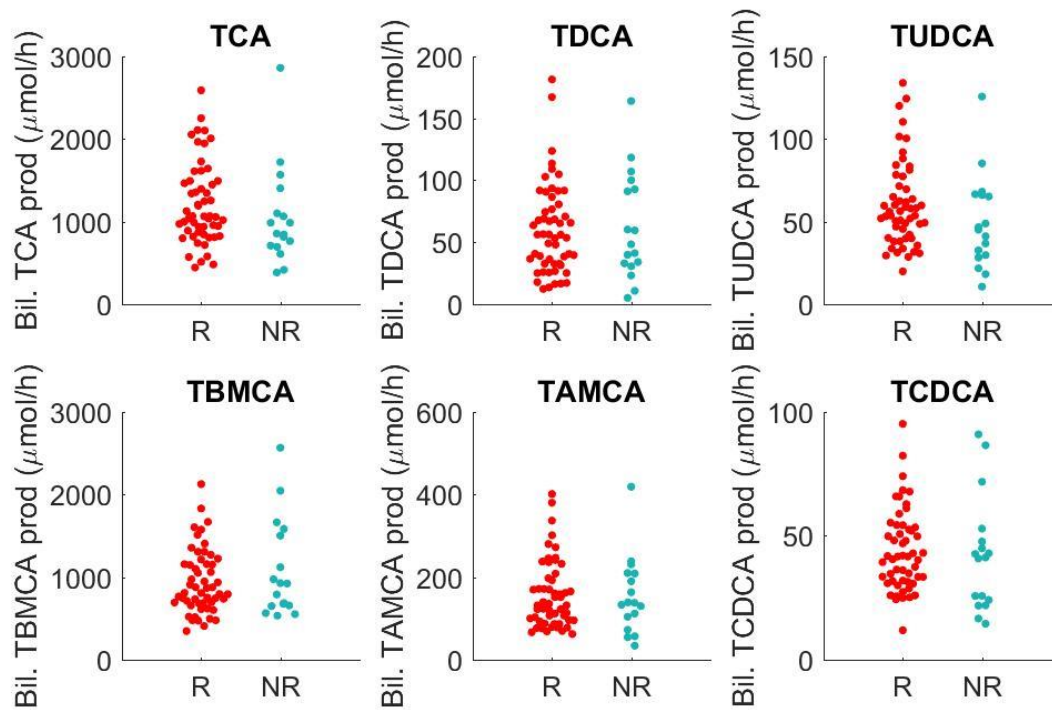 TCA
Bil. TCA prod (μmol/h)
3000
2000
1000
0
R
NR
TDCA
Bil. TDCA prod (μmol/h)
200
150
100
50
0
R
NR
TUDCA
Bil. TUDCA prod (μmol/h)
150
100
50
0
R
NR
TBMCA
Bil. TBMCA prod (μmol/h)
3000
2000
1000
0
R
NR
TAMCA
Bil. TAMCA prod (μmol/h)
600
400
200
0
R
NR
TCDCA
Bil. TCDCA prod (μmol/h)
100
50
0
R
NR